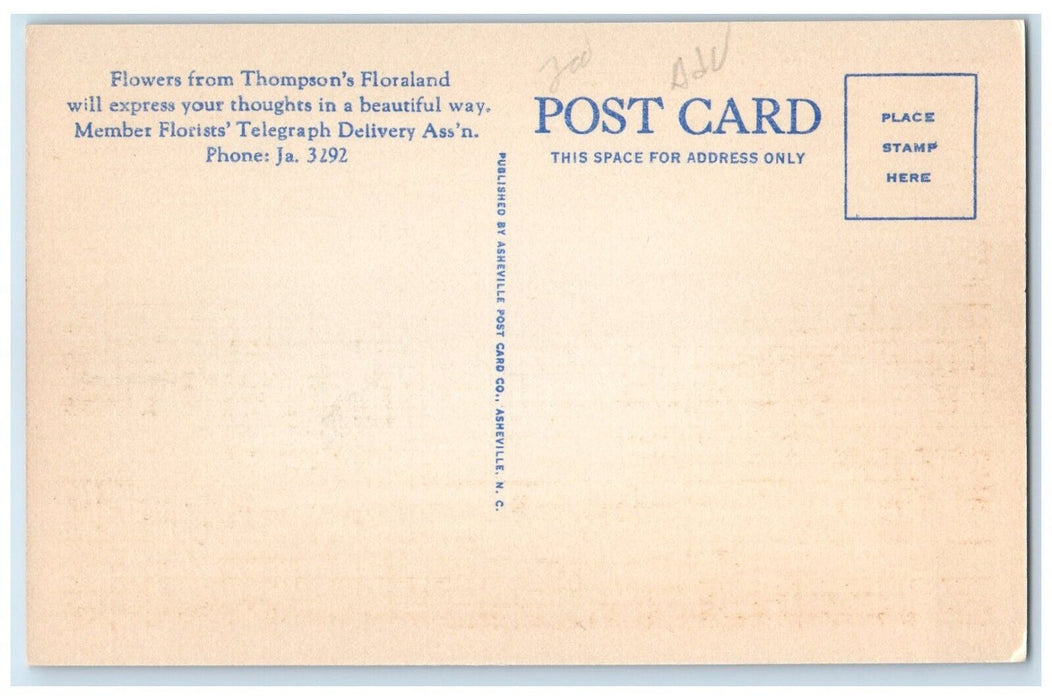 Flowers from Thompson's Floraland
will express your thoughts in a beautiful way.
Member Florists' Telegraph Delivery Ass'n.
Phone: Ja. 3292
PUBLISHED BY ASHEVILLE POST CARD CO., ASHEVILLE, N. C.
Adv
POST CARD
THIS SPACE FOR ADDRESS ONLY
PLACE
STAMP
HERE